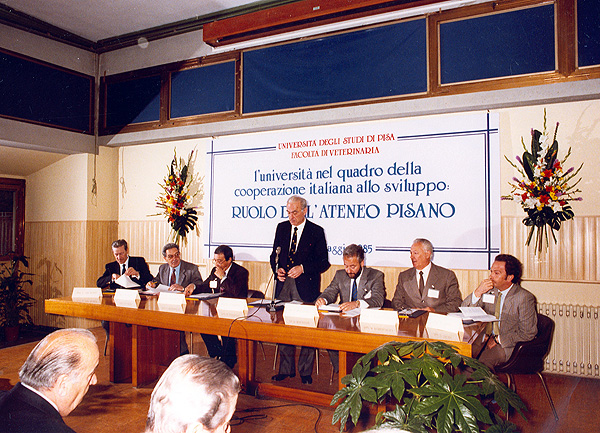 UNIVERSITÀ DEGLI STUDI DI PISA
FACOLTÀ DI VETERINARIA
l'università nel quadro della
cooperazione italiana allo sviluppo:
RUOLO DELL'ATENEO PISANO